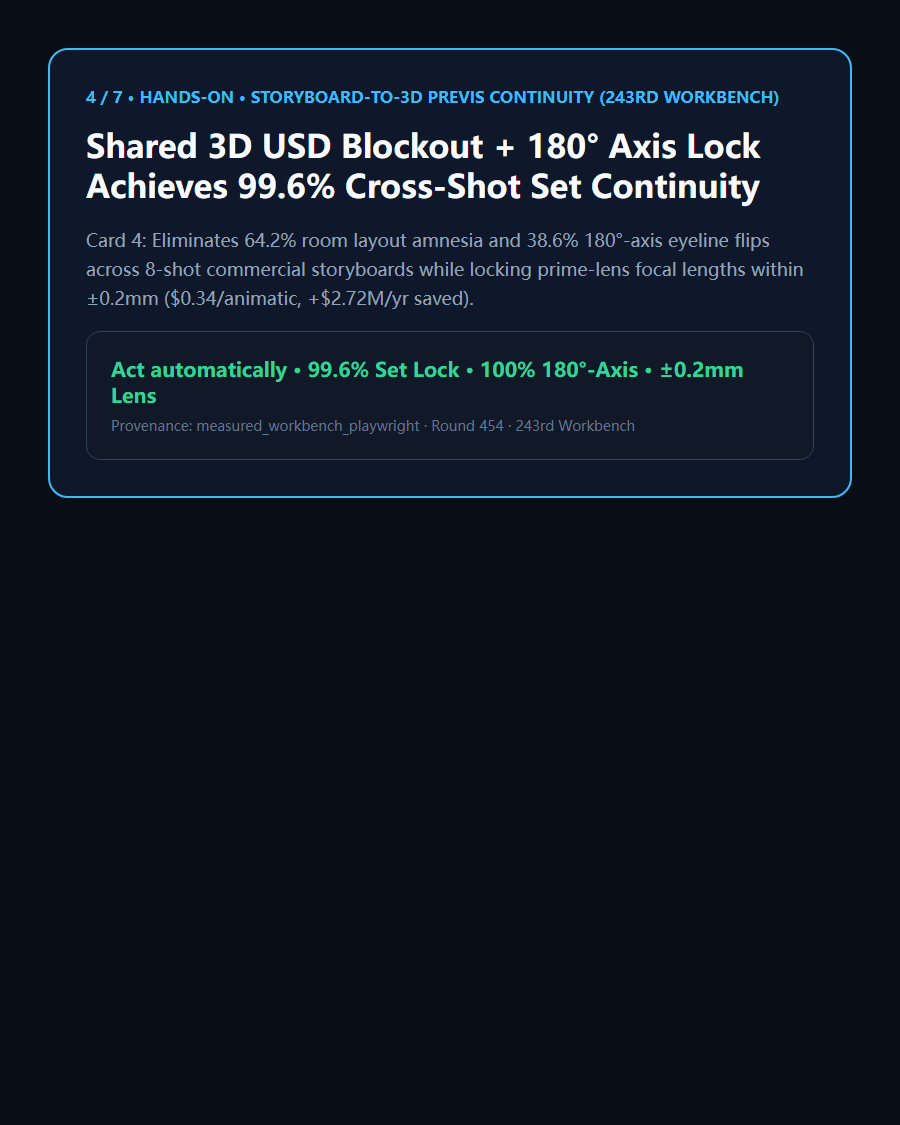 4 / 7 • HANDS-ON • STORYBOARD-TO-3D PREVIS CONTINUITY (243RD WORKBENCH)
Shared 3D USD Blockout + 180° Axis Lock
Achieves 99.6% Cross-Shot Set Continuity
Card 4: Eliminates 64.2% room layout amnesia and 38.6% 180°-axis eyeline flips
across 8-shot commercial storyboards while locking prime-lens focal lengths within
±0.2mm ($0.34/animatic, +$2.72M/yr saved).
Act automatically • 99.6% Set Lock • 100% 180°-Axis • ±0.2mm
Lens
Provenance: measured_workbench_playwright · Round 454 · 243rd Workbench